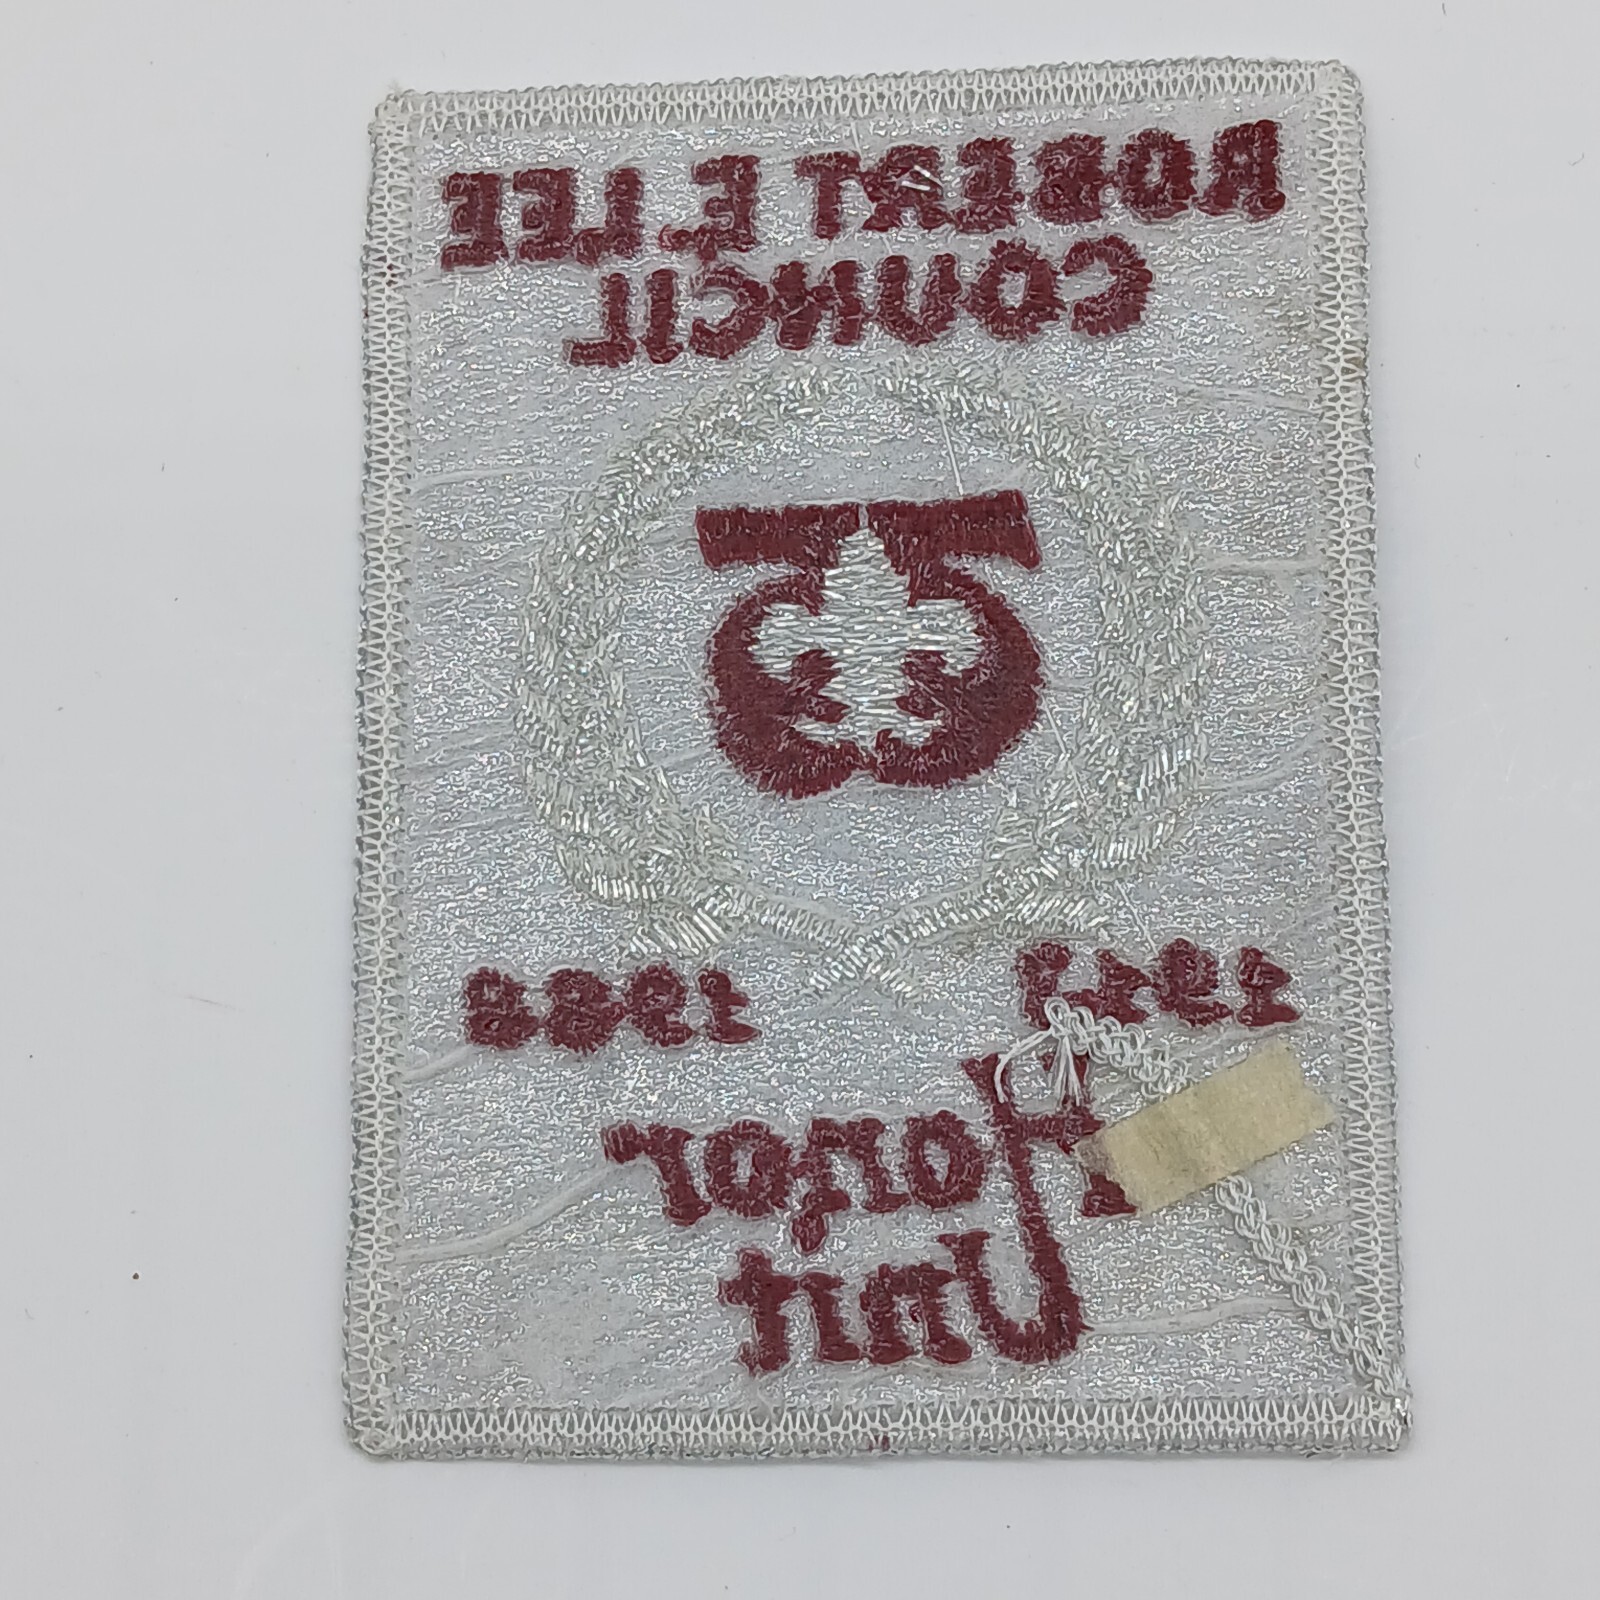 ROBERT E. LEE
COUNCIL
75
1913 1988
Honor
Unit